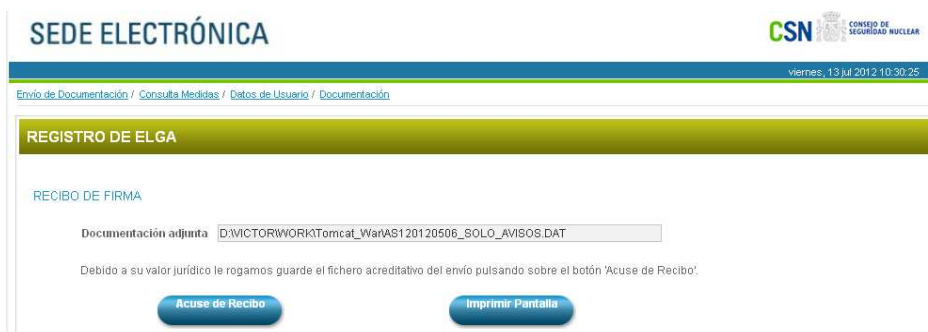 SEDE ELECTRÓNICA
CSN CONSEJO DE
SEGURIDAD NUCLEAR
viernes, 13 jul 2012 10:30:25
Envío de Documentación / Consulta Medidas / Datos de Usuario / Documentación
REGISTRO DE ELGA
RECIBO DE FIRMA
Documentación adjunta D:\VICTOR\WORK\Tomcat_War\AS120120506_SOLO_AVISOS.DAT
Debido a su valor jurídico le rogamos guarde el fichero acreditativo del envío pulsando sobre el botón 'Acuse de Recibo'.
Acuse de Recibo Imprimir Pantalla